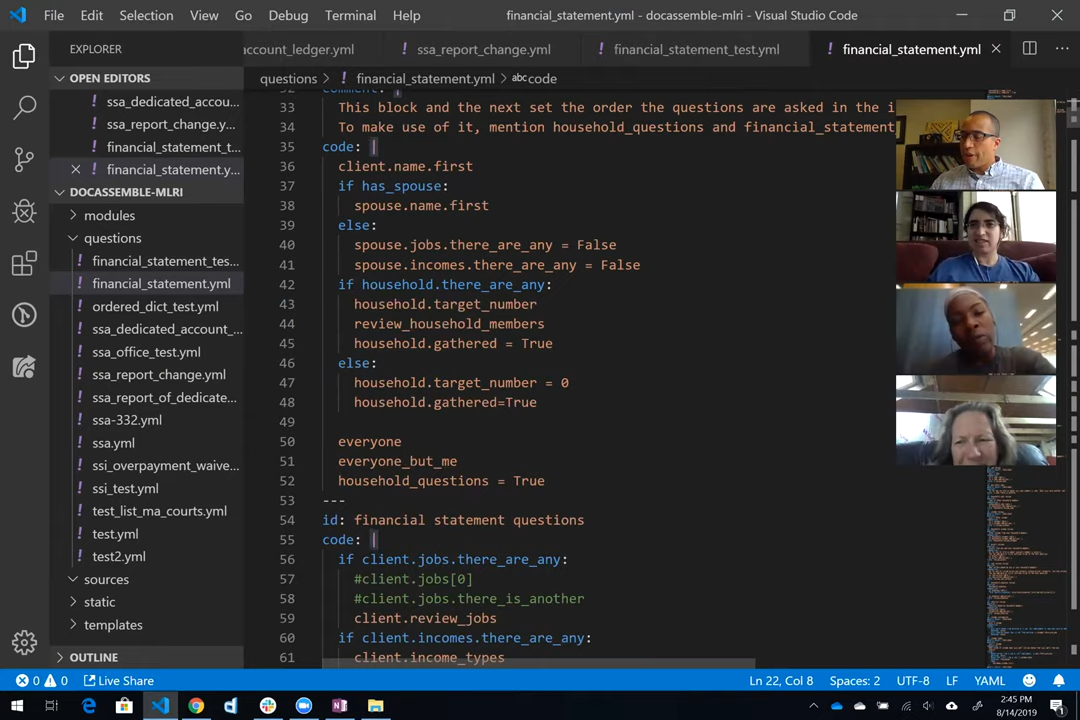 File Edit Selection View Go Debug Terminal Help financial_statement.yml - docassemble-mlri - Visual Studio Code
EXPLORER
account_ledger.yml ! ssa_report_change.yml ! financial_statement_test.yml ! financial_statement.yml
OPEN EDITORS
! ssa_dedicated_accou...
! ssa_report_change.y...
! financial_statement_t...
! financial_statement.y...
DOCASSEMBLE-MLRI
modules
questions
! financial_statement_tes...
! financial_statement.yml
! ordered_dict_test.yml
! ssa_dedicated_account_...
! ssa_office_test.yml
! ssa_report_change.yml
! ssa_report_of_dedicate...
! ssa-332.yml
! ssa.yml
! ssi_overpayment_waive...
! ssi_test.yml
! test_list_ma_courts.yml
! test.yml
! test2.yml
sources
static
templates
OUTLINE
questions > ! financial_statement.yml > abc code
32 comment: |
33 This block and the next set the order the questions are asked in the i
34 To make use of it, mention household_questions and financial_statement
35 code: |
36 client.name.first
37 if has_spouse:
38 spouse.name.first
39 else:
40 spouse.jobs.there_are_any = False
41 spouse.incomes.there_are_any = False
42 if household.there_are_any:
43 household.target_number
44 review_household_members
45 household.gathered = True
46 else:
47 household.target_number = 0
48 household.gathered=True
49
50 everyone
51 everyone_but_me
52 household_questions = True
53 ---
54 id: financial statement questions
55 code: |
56 if client.jobs.there_are_any:
57 #client.jobs[0]
58 #client.jobs.there_is_another
59 client.review_jobs
60 if client.incomes.there_are_any:
61 client.income_types
0 0 Live Share Ln 22, Col 8 Spaces: 2 UTF-8 LF YAML
2:45 PM
8/14/2019